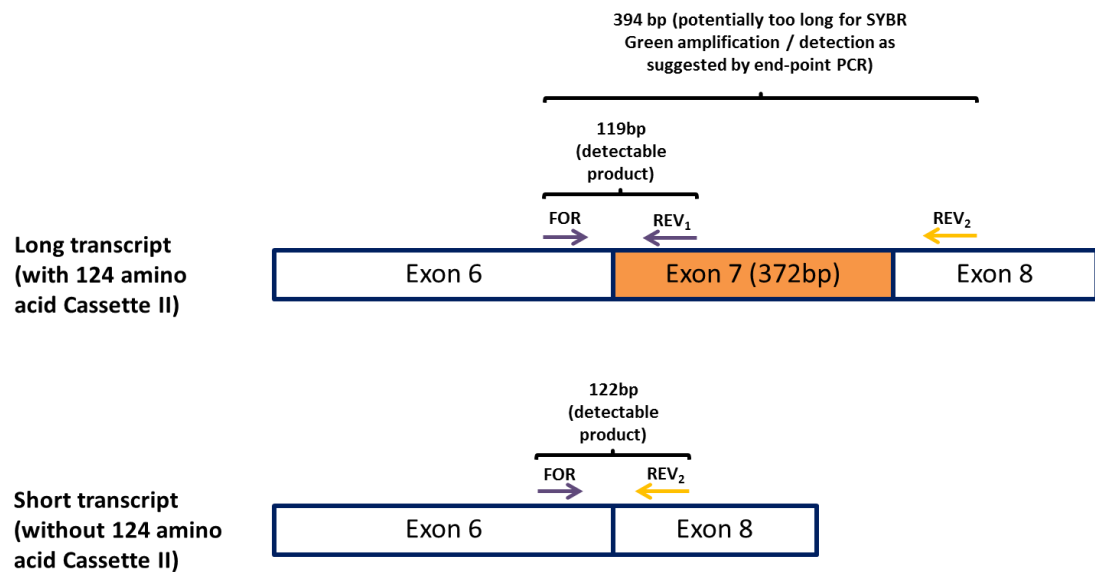 394 bp (potentially too long for SYBR
Green amplification / detection as
suggested by end-point PCR)
119bp
(detectable
product)
FOR
REV₁
REV₂
Long transcript
(with 124 amino
acid Cassette II)
Exon 6
Exon 7 (372bp)
Exon 8
122bp
(detectable
product)
FOR
REV₂
Short transcript
(without 124 amino
acid Cassette II)
Exon 6
Exon 8